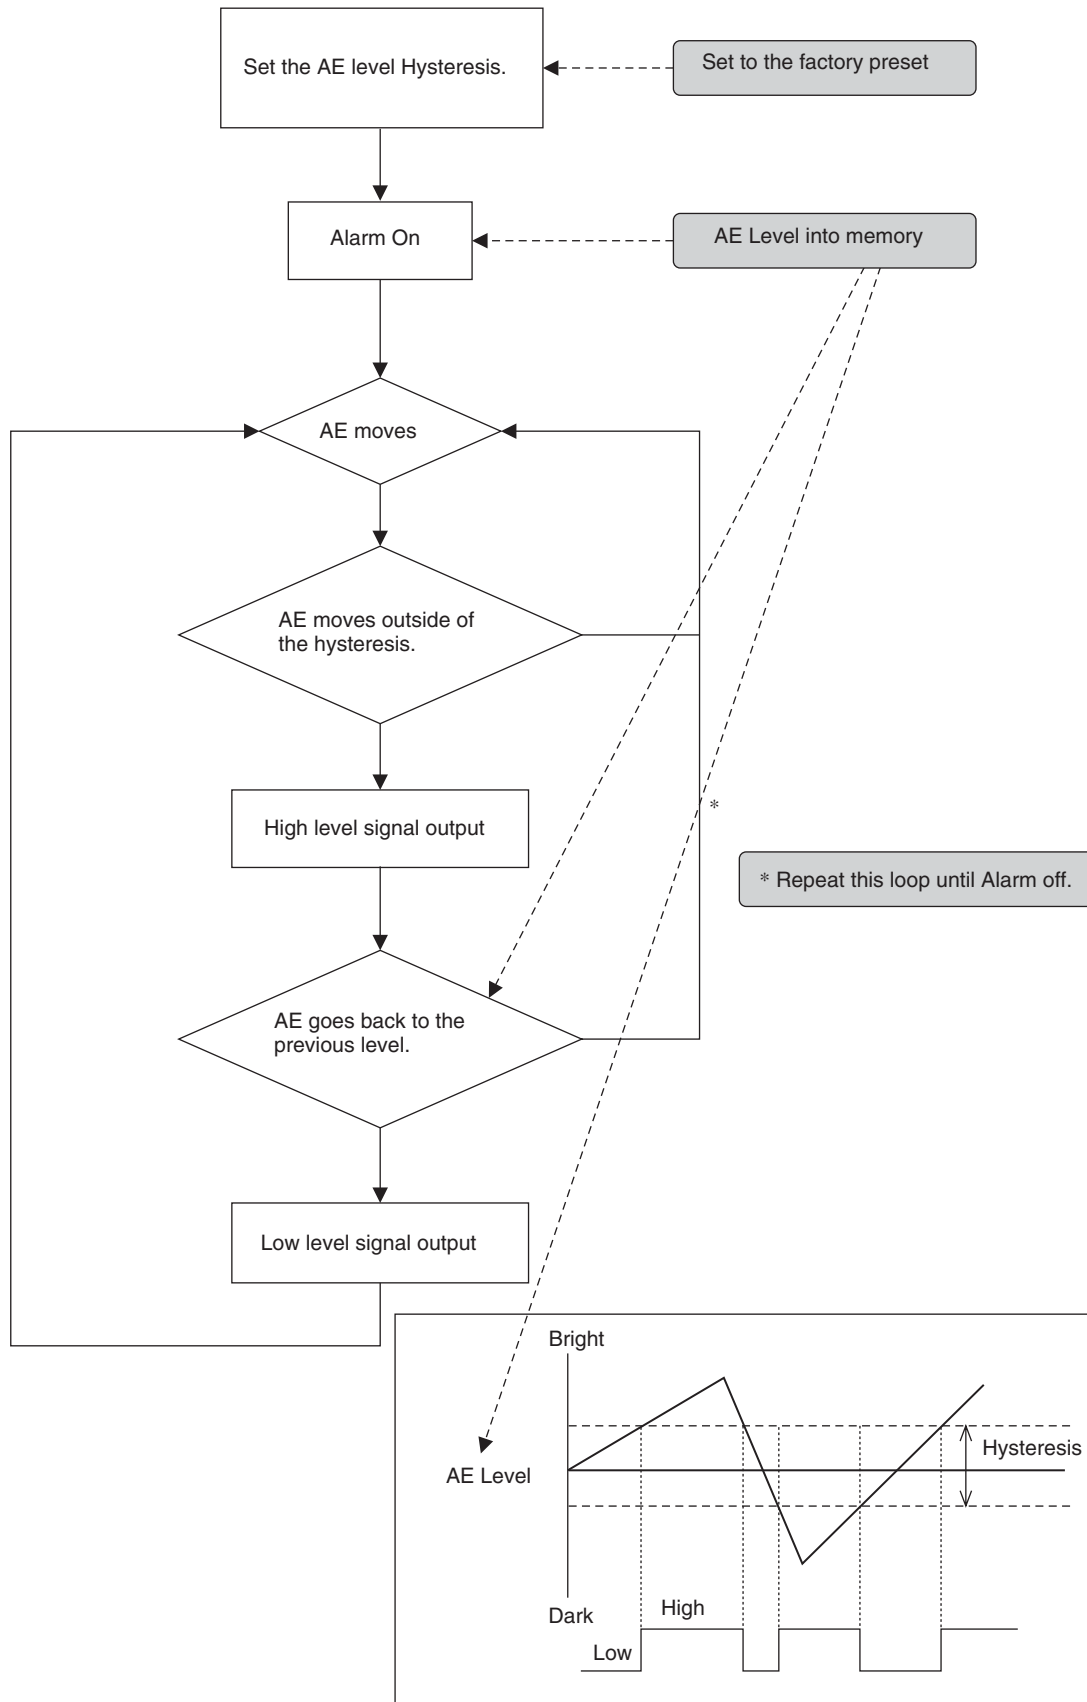 Set the AE level Hysteresis.
Set to the factory preset
Alarm On
AE Level into memory
AE moves
AE moves outside of
the hysteresis.
High level signal output
*
* Repeat this loop until Alarm off.
AE goes back to the
previous level.
Low level signal output
Bright
Hysteresis
AE Level
Dark
High
Low